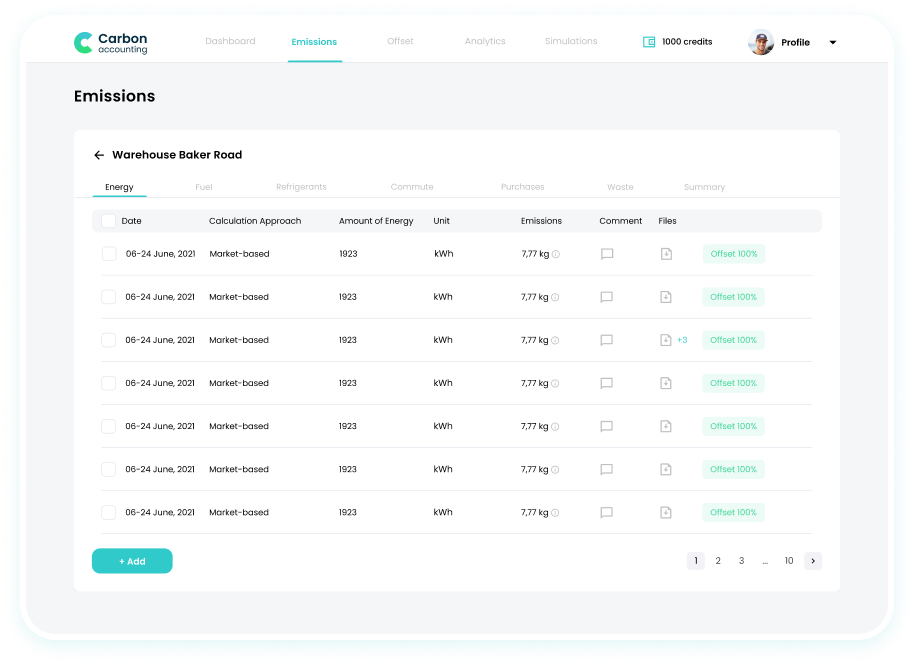 Carbon accounting
Dashboard Emissions Offset Analytics Simulations 1000 credits Profile
Emissions
Warehouse Baker Road
Energy Fuel Refrigerants Commute Purchases Waste Summary
Date Calculation Approach Amount of Energy Unit Emissions Comment Files
06-24 June, 2021 Market-based 1923 kWh 7,77 kg Offset 100%
06-24 June, 2021 Market-based 1923 kWh 7,77 kg Offset 100%
06-24 June, 2021 Market-based 1923 kWh 7,77 kg +3 Offset 100%
06-24 June, 2021 Market-based 1923 kWh 7,77 kg Offset 100%
06-24 June, 2021 Market-based 1923 kWh 7,77 kg Offset 100%
06-24 June, 2021 Market-based 1923 kWh 7,77 kg Offset 100%
06-24 June, 2021 Market-based 1923 kWh 7,77 kg Offset 100%
+ Add 1 2 3 ... 10 >